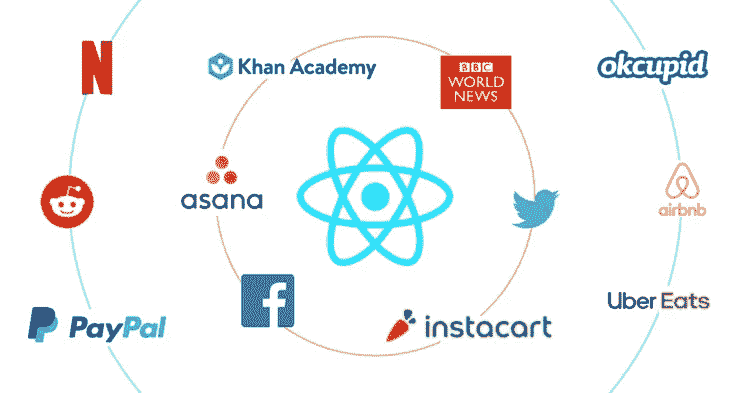 N
Khan Academy
BBC
WORLD
NEWS
okcupid
asana
airbnb
f
PayPal
instacart
Uber Eats